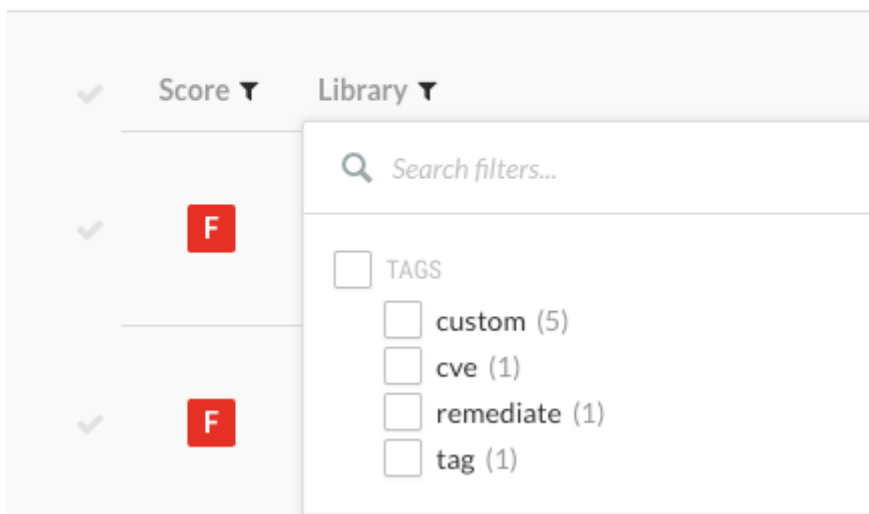 Score Library
Search filters...
F
TAGS
custom (5)
cve (1)
remediate (1)
F
tag (1)